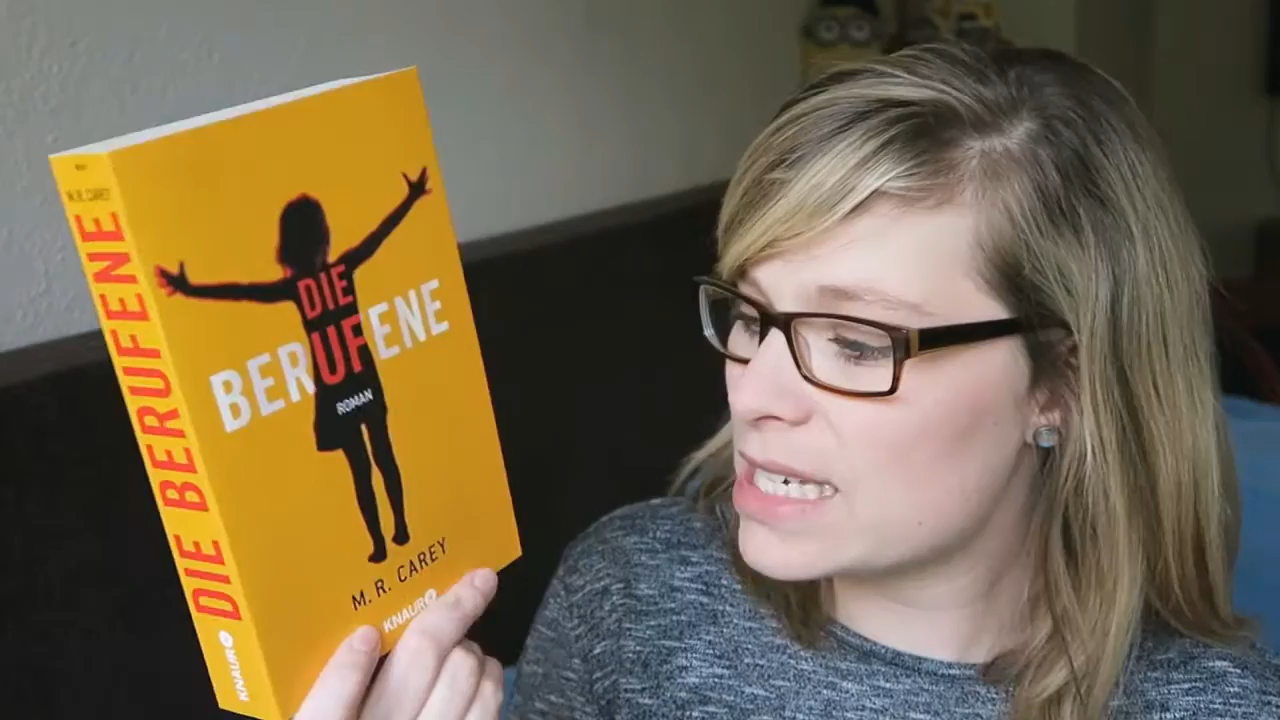 M. R. CAREY
DIE BERUFENE
KNAUR
DIE
BERUFENE
ROMAN
M. R. CAREY
KNAUR